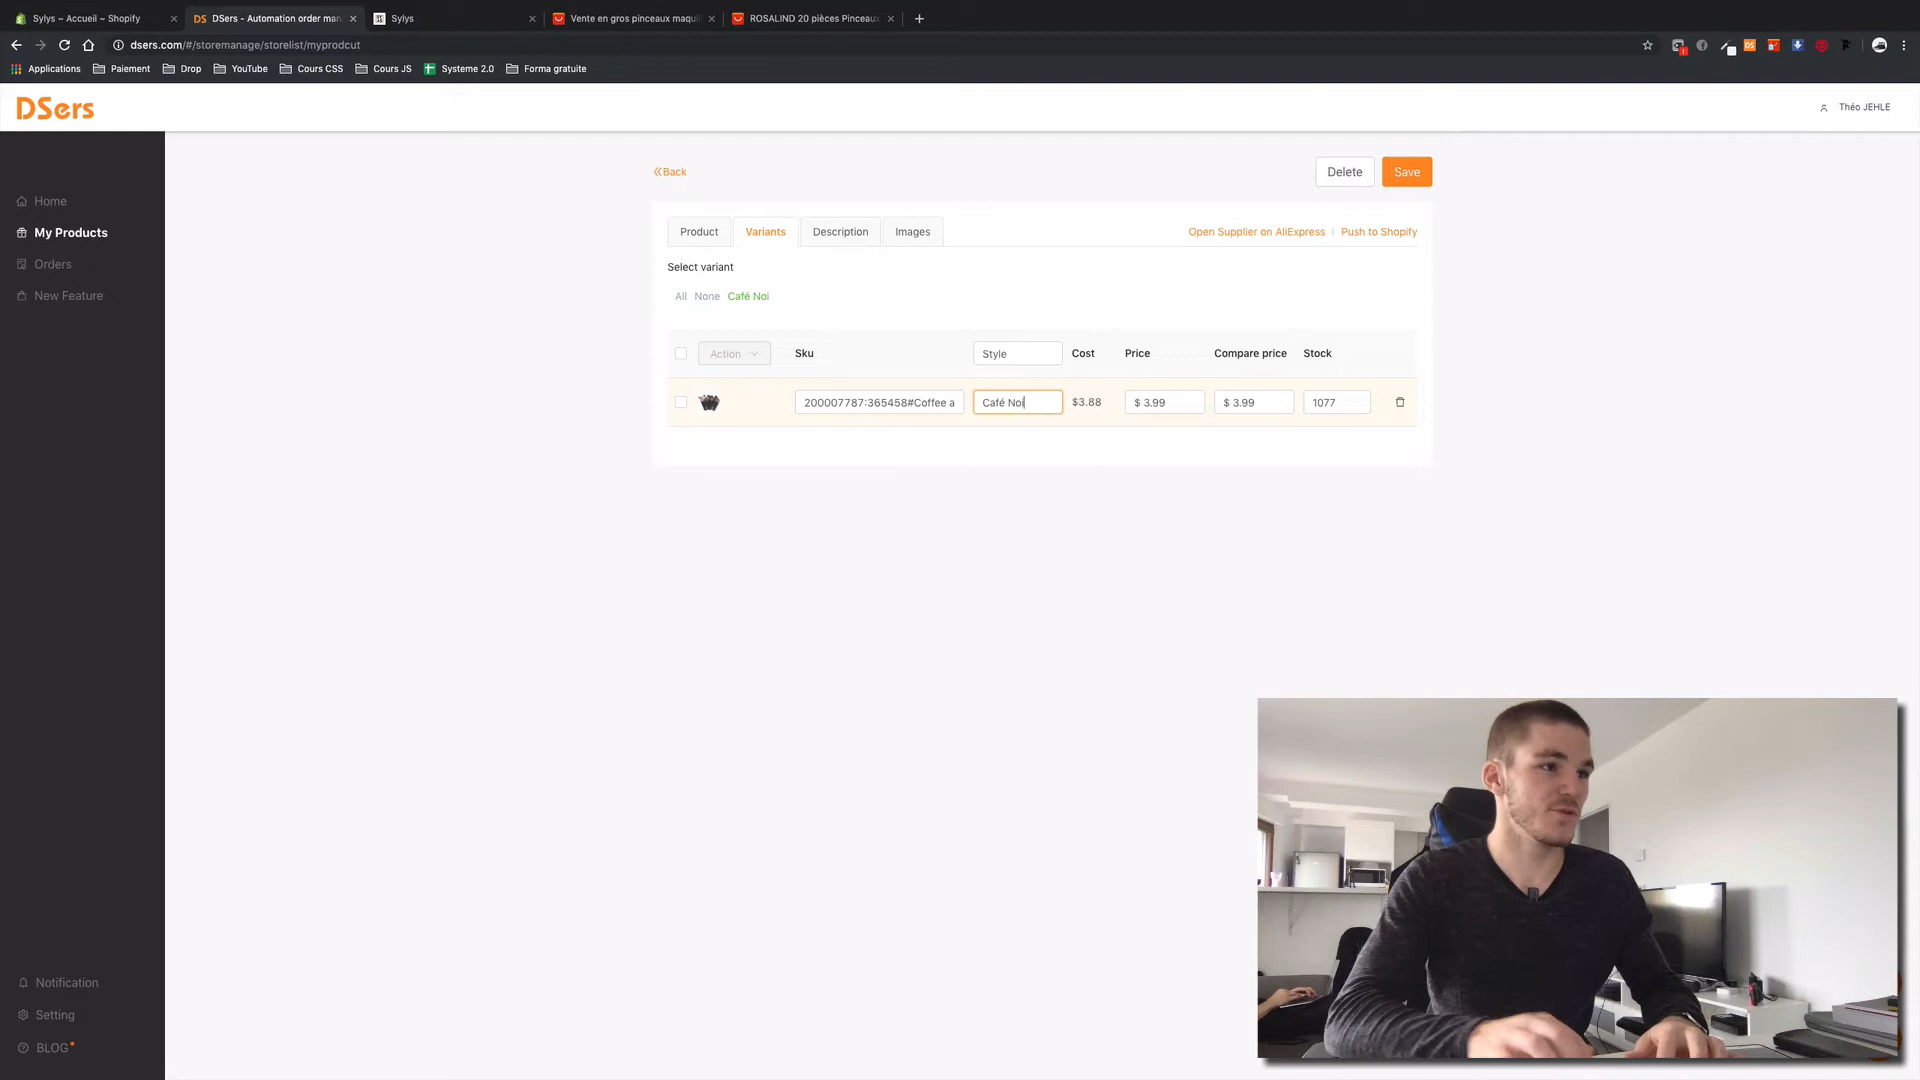 Sylys ~ Accueil ~ Shopify
DSers - Automation order man
Sylys
Vente en gros pinceaux maquil
ROSALIND 20 pièces Pinceaux
dsers.com/#/storemanage/storelist/myprodcut
Applications
Paiement
Drop
YouTube
Cours CSS
Cours JS
Systeme 2.0
Forma gratuite
DSers
Théo JEHLE
Home
My Products
Orders
New Feature
Notification
Setting
BLOG
Back
Delete
Save
Product
Variants
Description
Images
Open Supplier on AliExpress
Push to Shopify
Select variant
All None Café Noi
Action
Sku
Style
Cost
Price
Compare price
Stock
200007787:365458#Coffee a
Café Noi
$3.88
$ 3.99
$ 3.99
1077